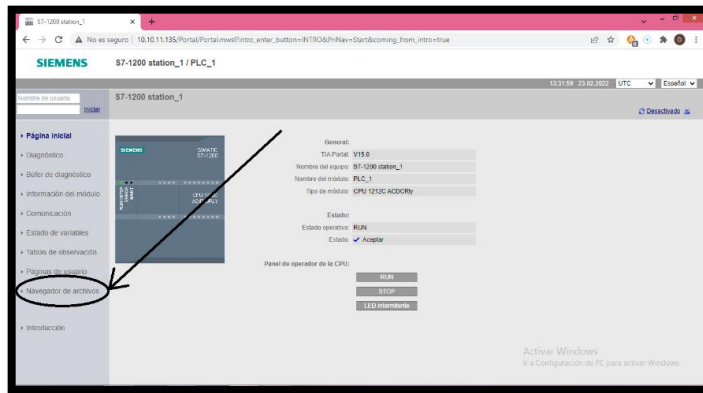 S7-1200 station_1
No es seguro | 10.10.11.135/Portal/Portal.mwsl?intro_enter_button=INTRO&PriNav=Start&coming_from_intro=true
SIEMENS S7-1200 station_1 / PLC_1
13:31:59 23.02.2022 UTC Español
Nombre de usuario
Iniciar
S7-1200 station_1
Desactivado
Página inicial
Diagnóstico
Búfer de diagnóstico
Información del módulo
Comunicación
Estado de variables
Tablas de observación
Páginas de usuario
Navegador de archivos
Introducción
SIEMENS SIMATIC
S7-1200
RUN/STOP
ERROR
MAINT
General:
TIA Portal: V15.0
Nombre del equipo: S7-1200 station_1
Nombre del módulo: PLC_1
Tipo de módulo: CPU 1212C ACDCRly
Estado:
Estado operativo: RUN
Estado: Aceptar
Panel de operador de la CPU:
RUN
STOP
LED intermitente
Activar Windows
Ir a Configuración de PC para activar Windows.